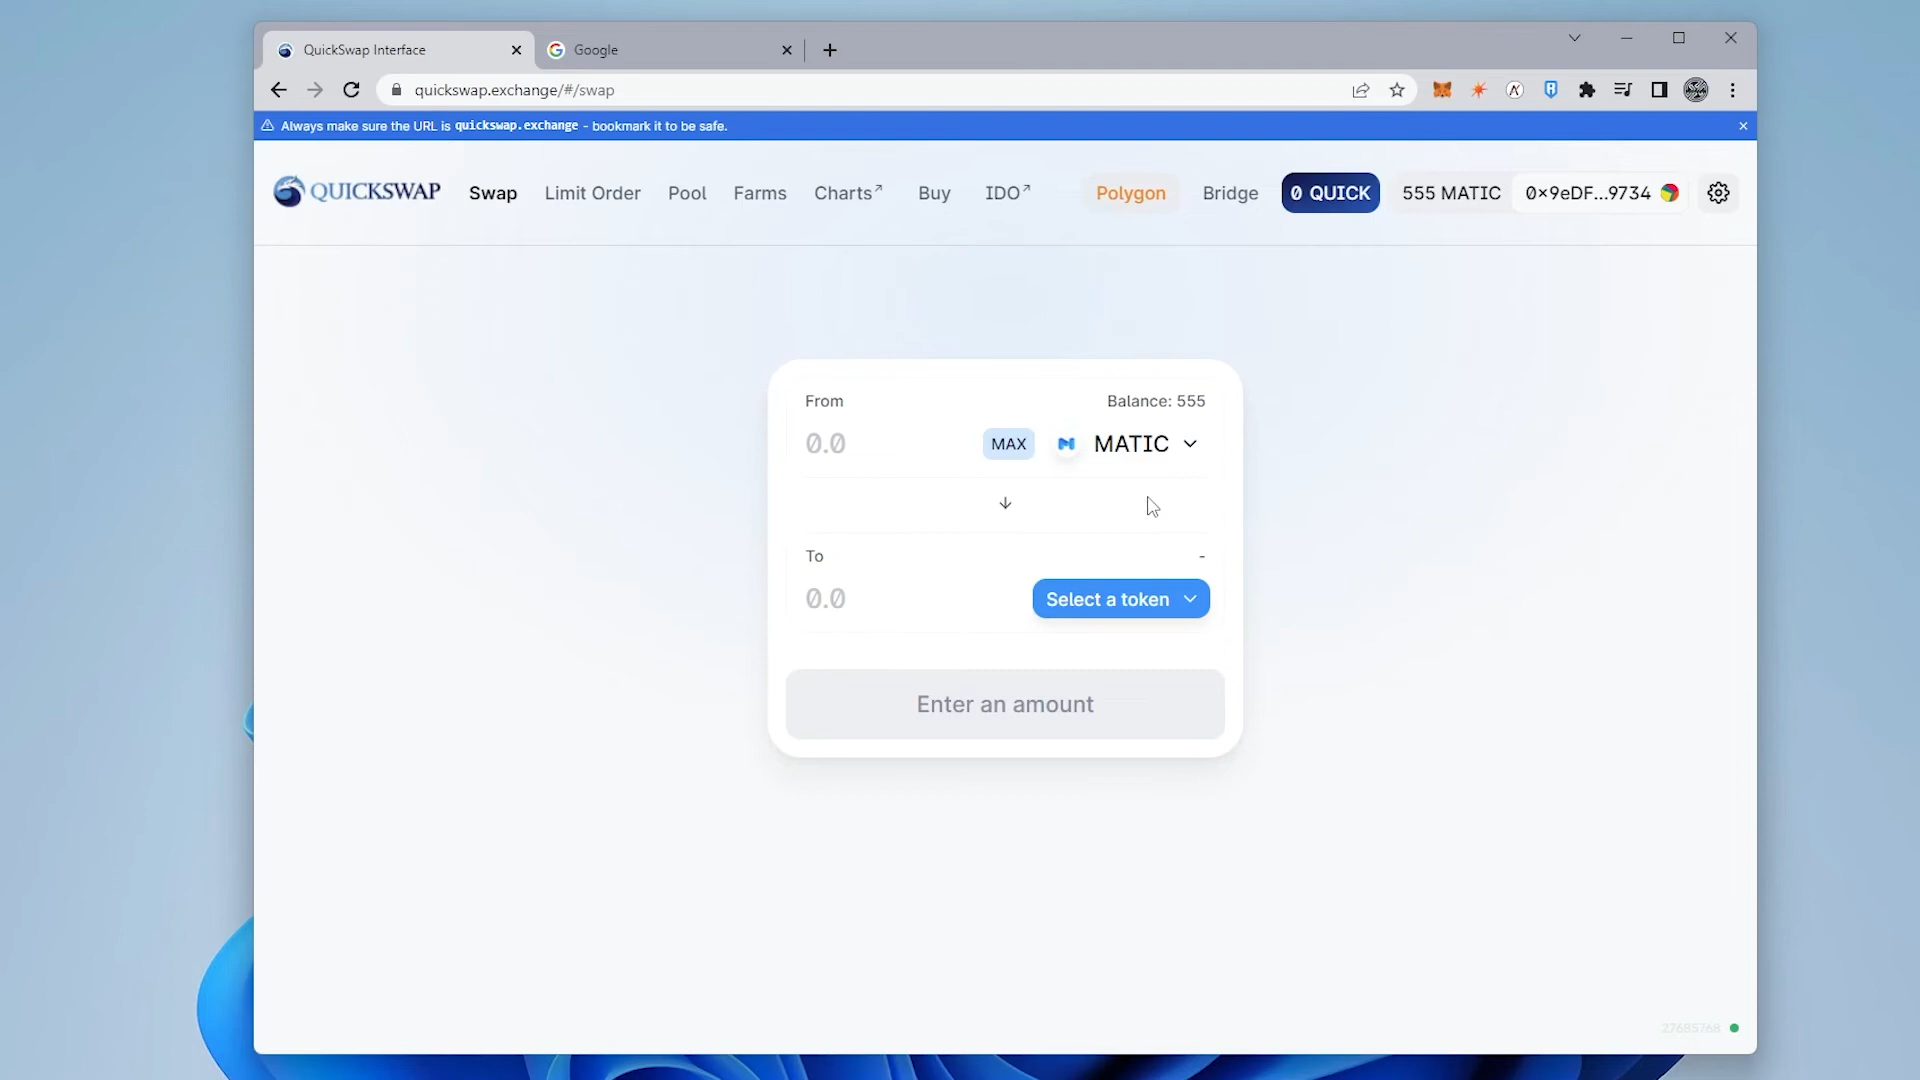 QuickSwap Interface
Google
quickswap.exchange/#/swap
Always make sure the URL is quickswap.exchange - bookmark it to be safe.
QUICKSWAP Swap Limit Order Pool Farms Charts↗ Buy IDO↗ Polygon Bridge 0 QUICK 555 MATIC 0x9eDF...9734
From Balance: 555
0.0 MAX MATIC
To -
0.0 Select a token
Enter an amount
27685768